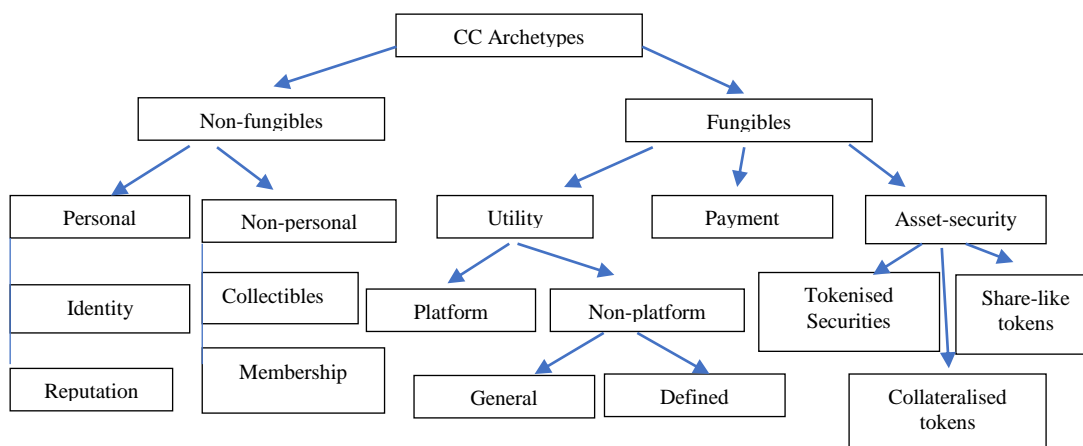 CC Archetypes
Non-fungibles
Fungibles
Personal
Non-personal
Utility
Payment
Asset-security
Identity
Collectibles
Platform
Non-platform
Tokenised
Securities
Share-like
tokens
Reputation
Membership
General
Defined
Collateralised
tokens